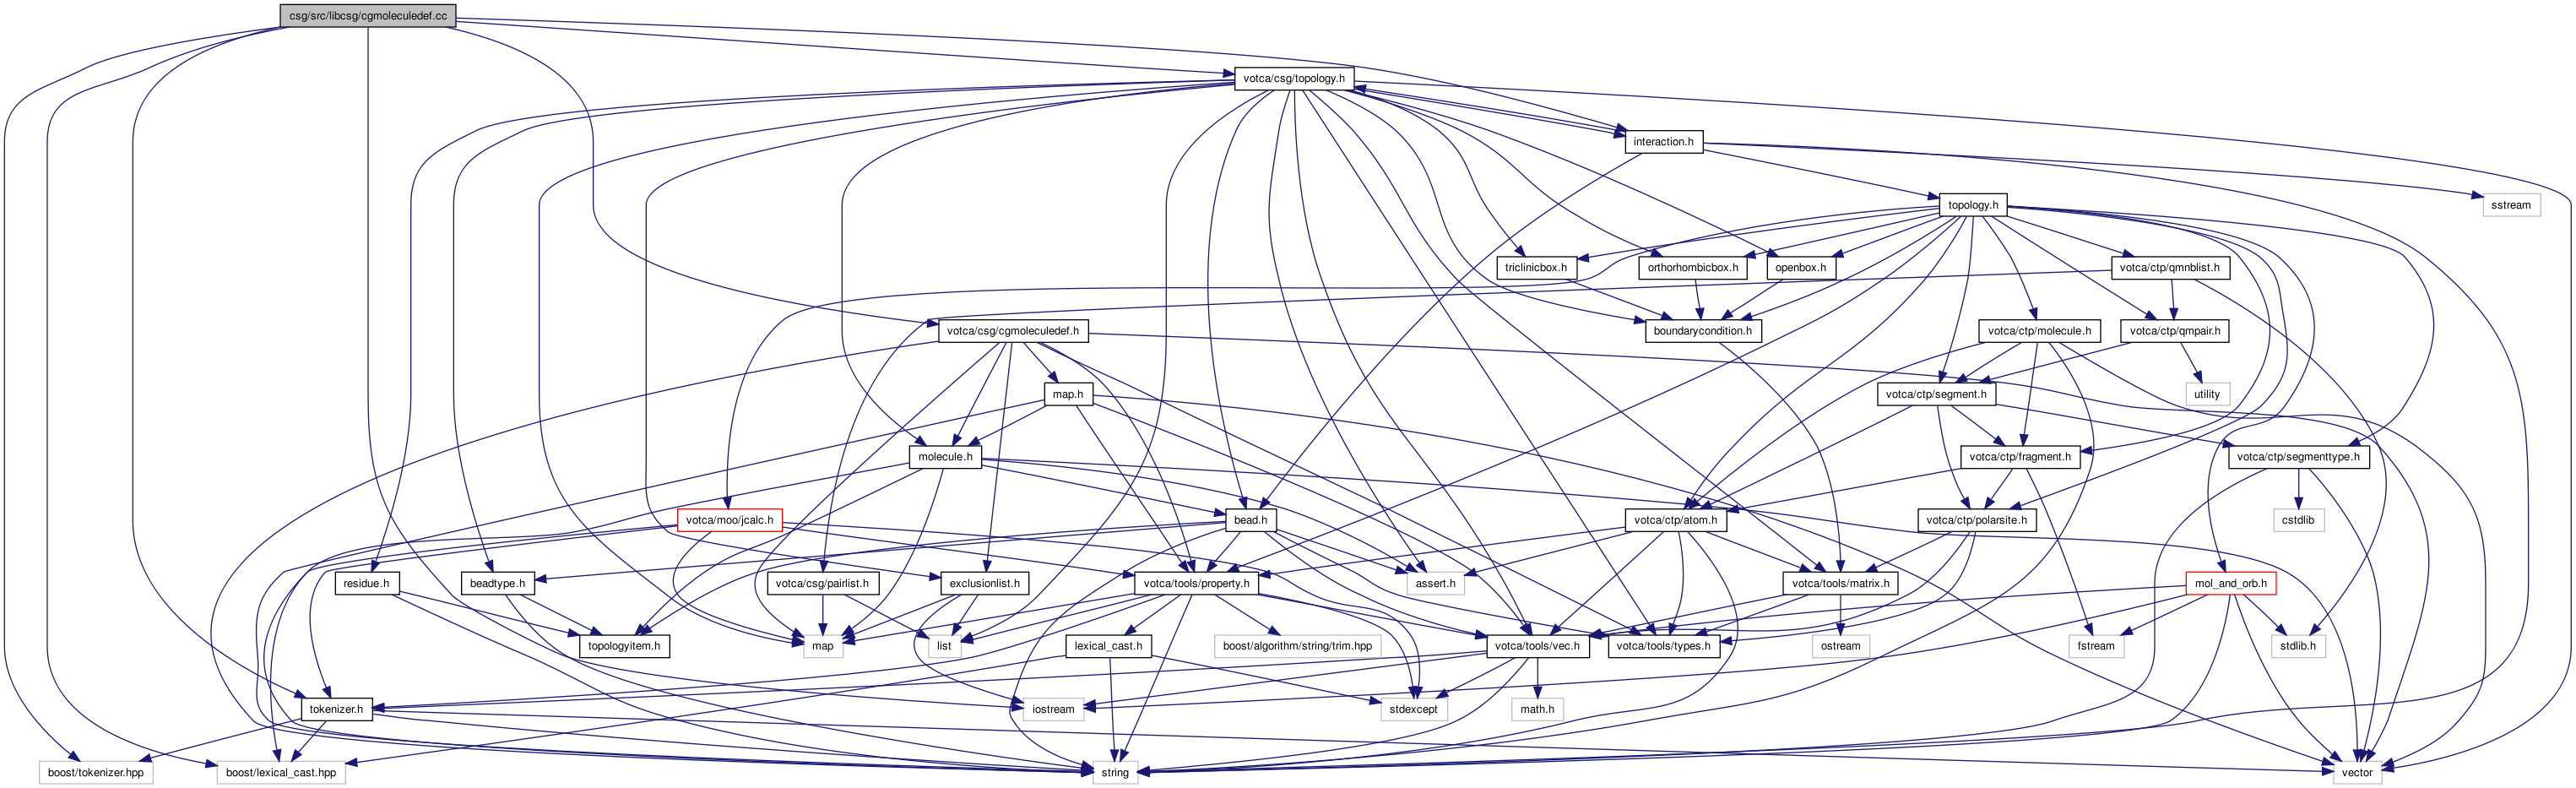 csg/src/libcsg/cgmoleculedef.cc
votca/csg/topology.h
interaction.h
topology.h
sstream
triclinicbox.h
orthorhombicbox.h
openbox.h
votca/ctp/qmnblist.h
votca/csg/cgmoleculedef.h
boundarycondition.h
votca/ctp/molecule.h
votca/ctp/qmpair.h
map.h
votca/ctp/segment.h
utility
molecule.h
votca/ctp/fragment.h
votca/ctp/segmenttype.h
votca/moo/jcalc.h
bead.h
votca/ctp/atom.h
votca/ctp/polarsite.h
cstdlib
residue.h
beadtype.h
votca/csg/pairlist.h
exclusionlist.h
votca/tools/property.h
assert.h
votca/tools/matrix.h
mol_and_orb.h
topologyitem.h
map
list
lexical_cast.h
boost/algorithm/string/trim.hpp
votca/tools/vec.h
votca/tools/types.h
ostream
fstream
stdlib.h
tokenizer.h
iostream
stdexcept
math.h
boost/tokenizer.hpp
boost/lexical_cast.hpp
string
vector